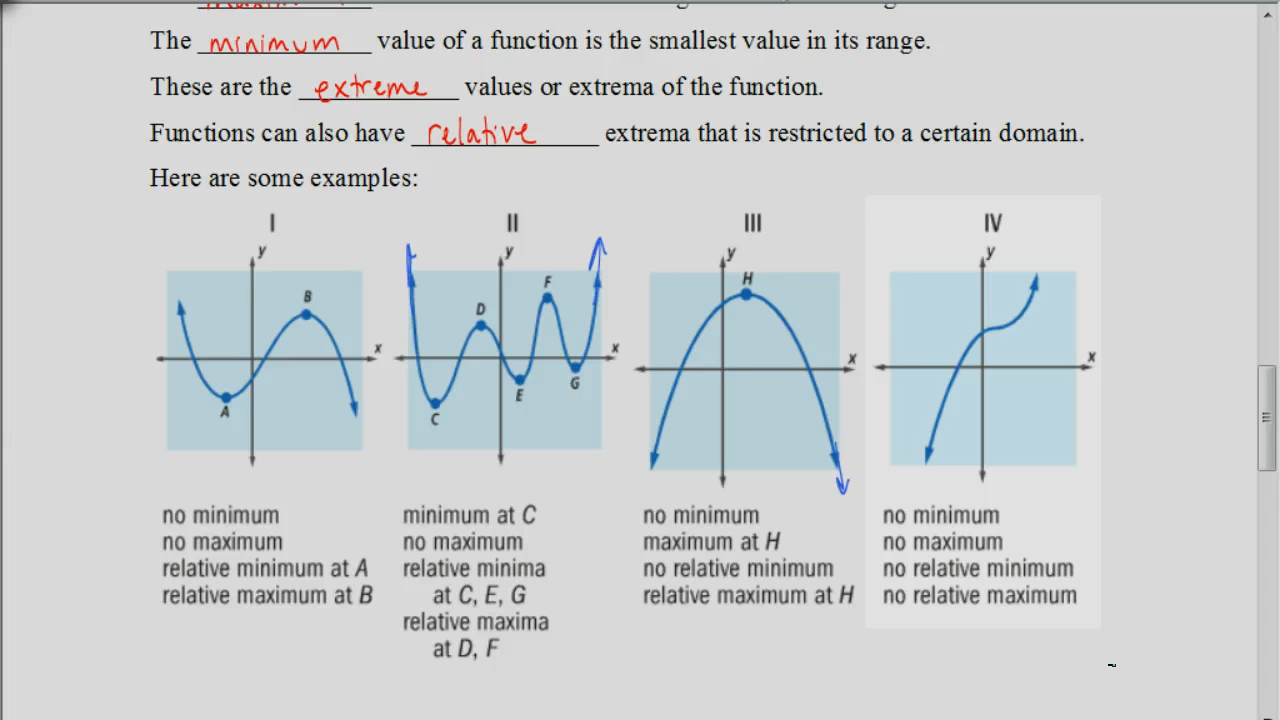 The minimum value of a function is the smallest value in its range.
These are the extreme values or extrema of the function.
Functions can also have relative extrema that is restricted to a certain domain.
Here are some examples:
I
y
B
x
A
no minimum
no maximum
relative minimum at A
relative maximum at B
II
y
F
D
x
E
G
C
minimum at C
no maximum
relative minima
at C, E, G
relative maxima
at D, F
III
y
H
x
no minimum
maximum at H
no relative minimum
relative maximum at H
IV
y
x
no minimum
no maximum
no relative minimum
no relative maximum